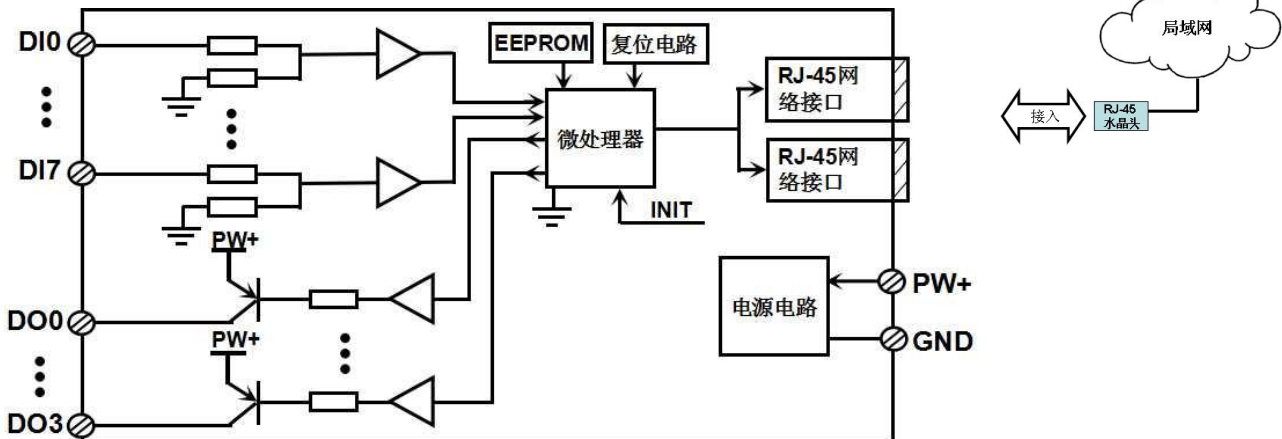 DI0
DI7
PW+
DO0
PW+
DO3
EEPROM
复位电路
微处理器
INIT
RJ-45网
络接口
RJ-45网
络接口
电源电路
PW+
GND
接入
RJ-45
水晶头
局域网